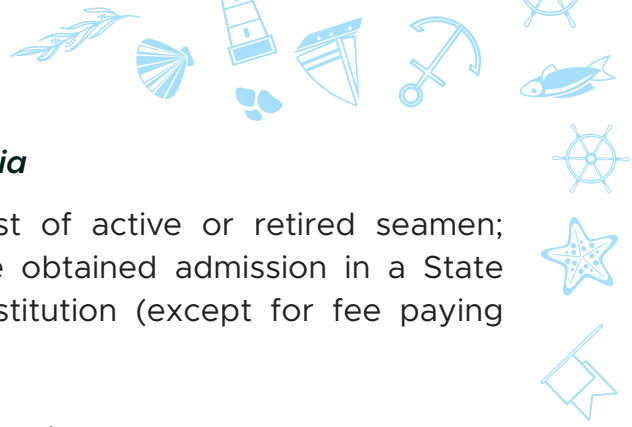 ia
st of active or retired seamen;
e obtained admission in a State
stitution (except for fee paying